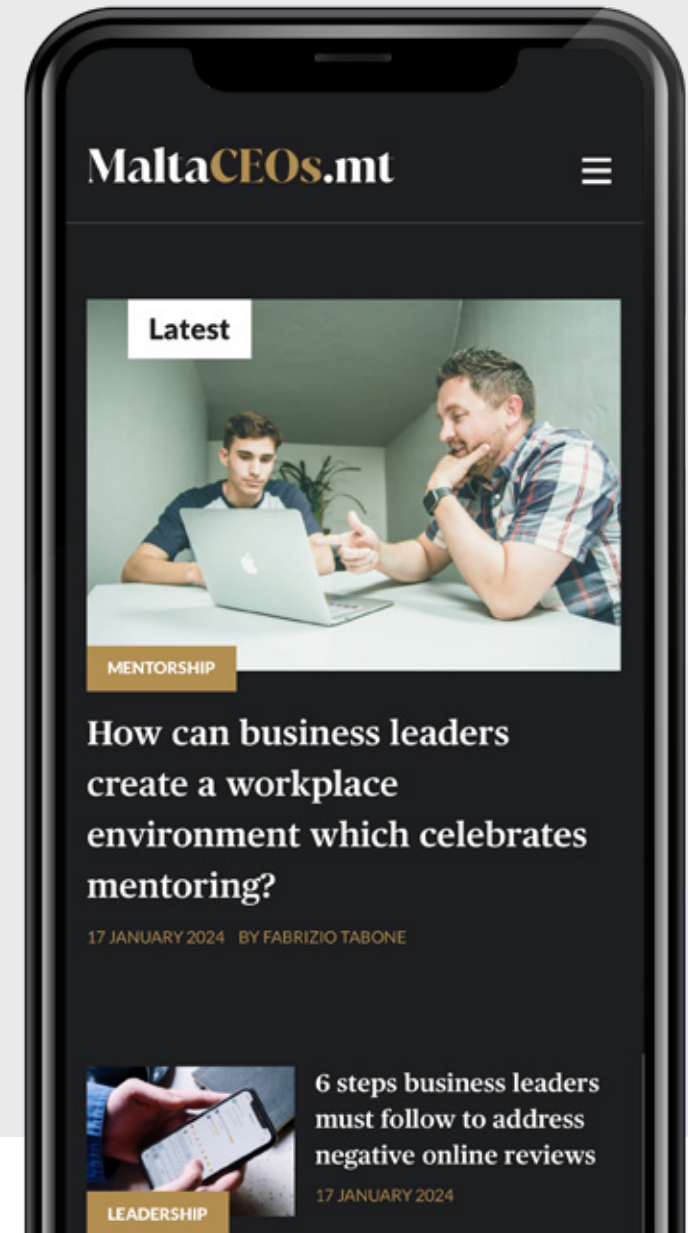 MaltaCEOs.mt
Latest
MENTORSHIP
How can business leaders
create a workplace
environment which celebrates
mentoring?
17 JANUARY 2024 BY FABRIZIO TABONE
6 steps business leaders
must follow to address
negative online reviews
17 JANUARY 2024
LEADERSHIP